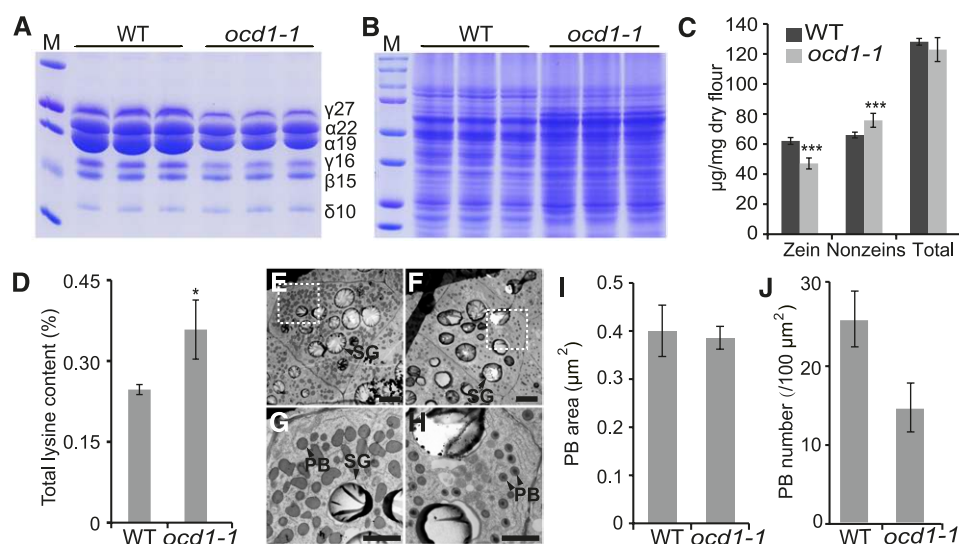 A
M
WT
ocd1-1
γ27
α22
α19
γ16
β15
δ10
B
M
WT
ocd1-1
C
µg/mg dry flour
140
120
100
80
60
40
20
0
WT
ocd1-1
***
***
Zein Nonzeins Total
D
Total lysine content (%)
0.45
0.30
0.15
0
*
WT ocd1-1
E
SG
F
SG
G
PB
SG
H
PB
I
PB area (µm²)
0.5
0.4
0.3
0.2
0.1
0
WT ocd1-1
J
PB number (/100 µm²)
30
20
10
0
WT ocd1-1